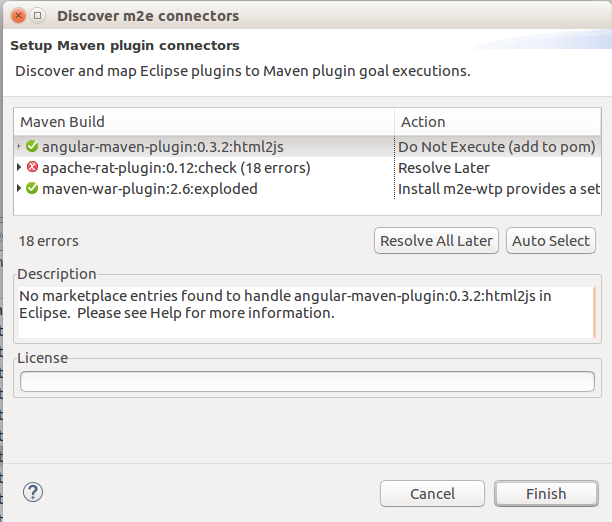 Discover m2e connectors
Setup Maven plugin connectors
Discover and map Eclipse plugins to Maven plugin goal executions.
Maven Build Action
angular-maven-plugin:0.3.2:html2js Do Not Execute (add to pom)
apache-rat-plugin:0.12:check (18 errors) Resolve Later
maven-war-plugin:2.6:exploded Install m2e-wtp provides a set
18 errors Resolve All Later Auto Select
Description
No marketplace entries found to handle angular-maven-plugin:0.3.2:html2js in
Eclipse. Please see Help for more information.
License
? Cancel Finish